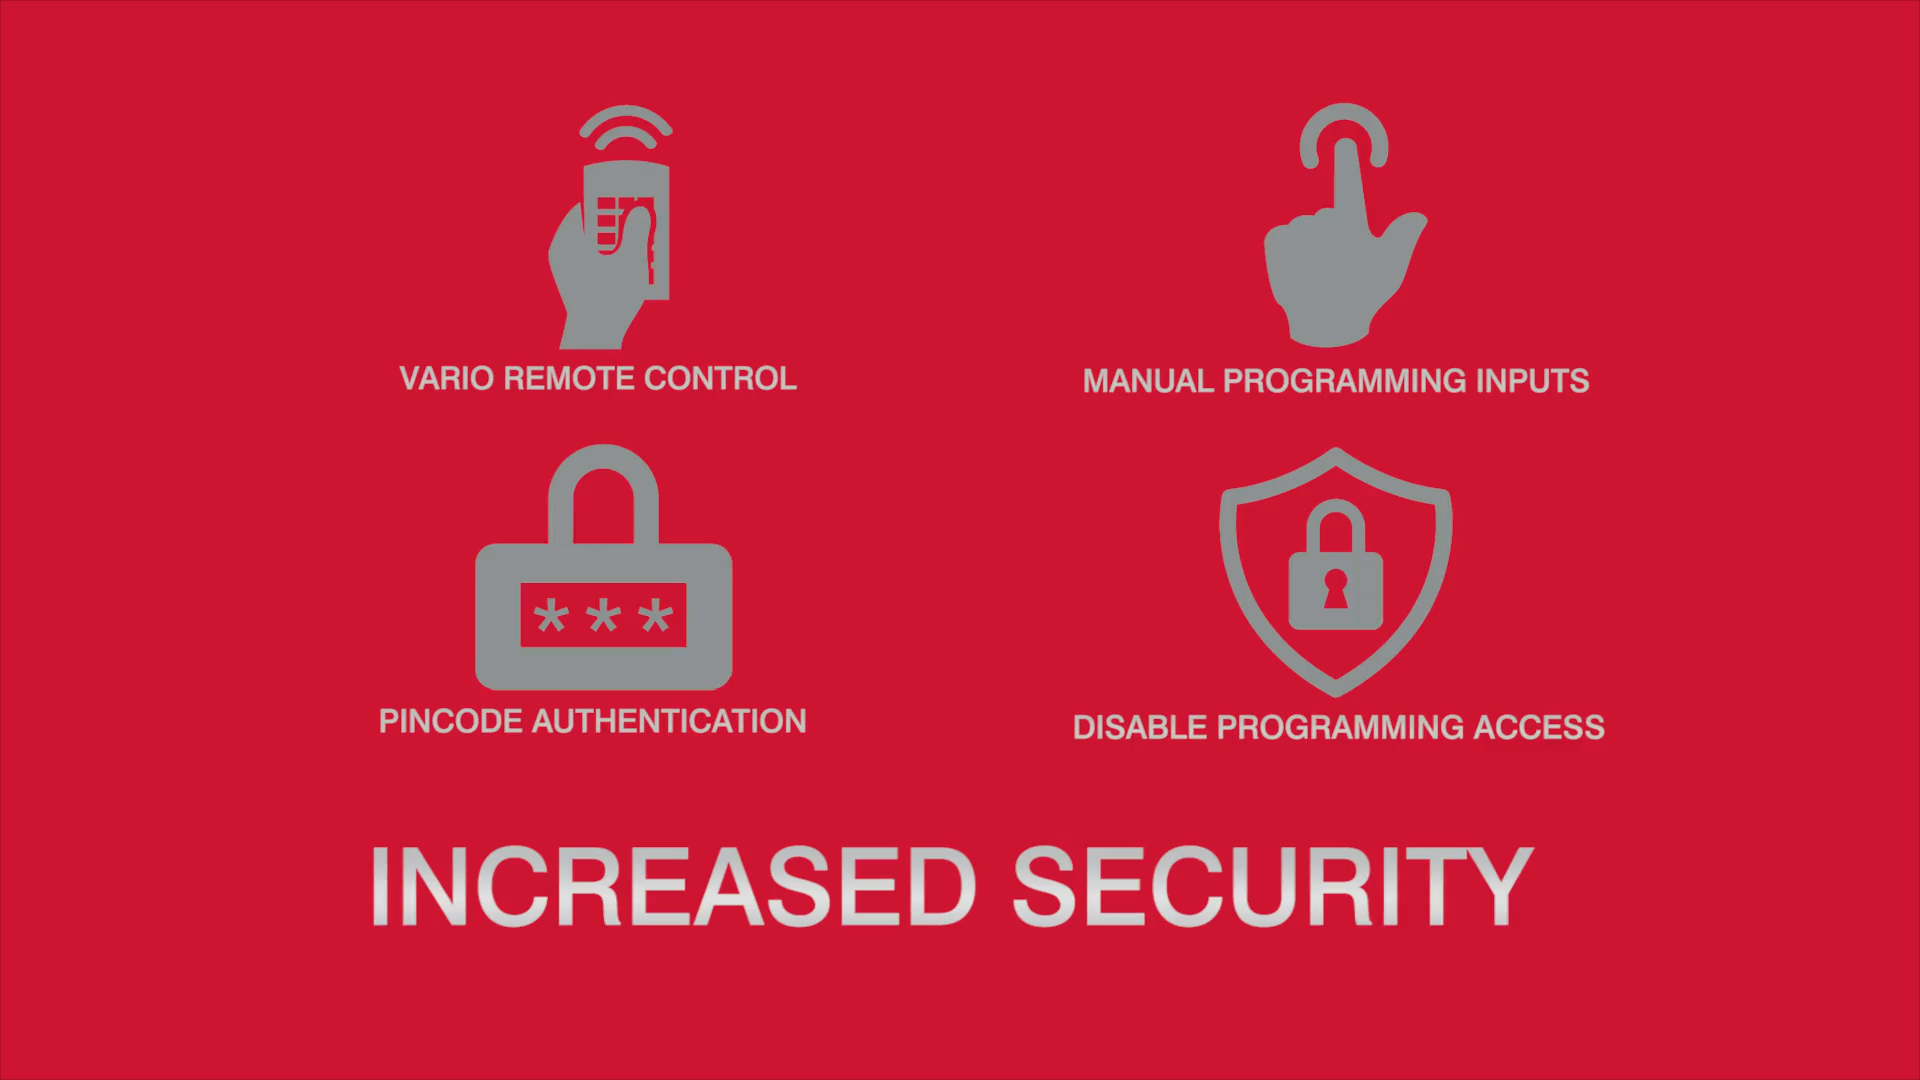 VARIO REMOTE CONTROL
MANUAL PROGRAMMING INPUTS
***
PINCODE AUTHENTICATION
DISABLE PROGRAMMING ACCESS
INCREASED SECURITY